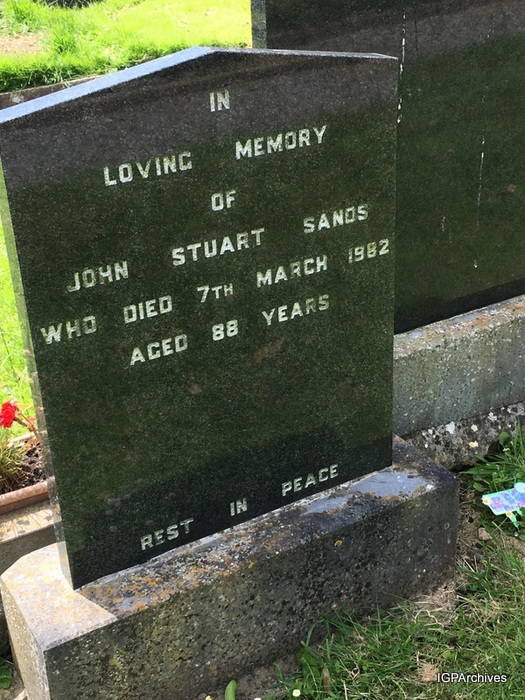 IN
LOVING MEMORY
OF
JOHN STUART SANDS
WHO DIED 7TH MARCH 1982
AGED 88 YEARS
REST IN PEACE
IGPArchives